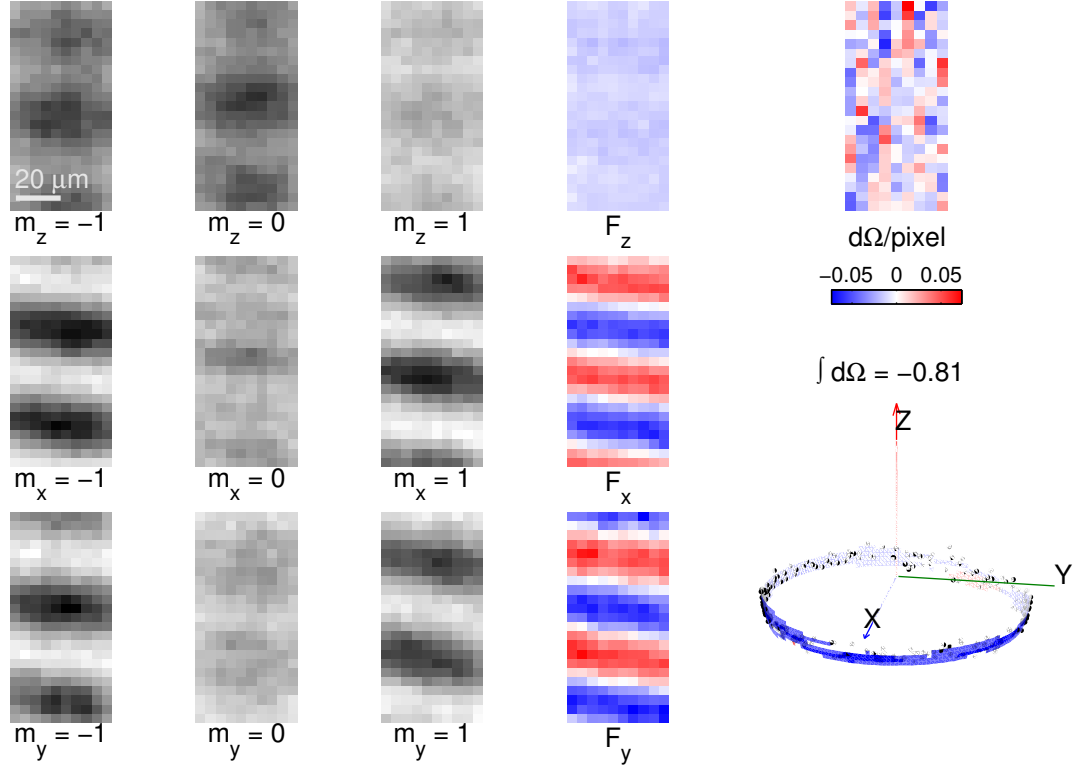 20 μm
m_z = −1
m_z = 0
m_z = 1
F_z
dΩ/pixel
−0.05 0 0.05
m_x = −1
m_x = 0
m_x = 1
F_x
∫ dΩ = −0.81
Z
Y
X
m_y = −1
m_y = 0
m_y = 1
F_y